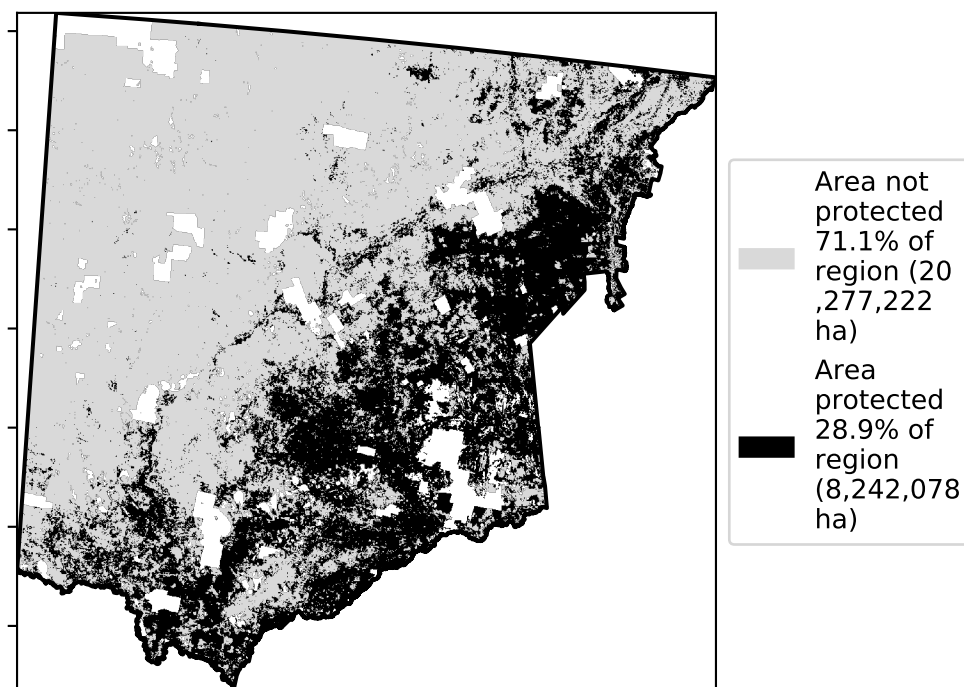 Area not
protected
71.1% of
region (20
,277,222
ha)
Area
protected
28.9% of
region
(8,242,078
ha)